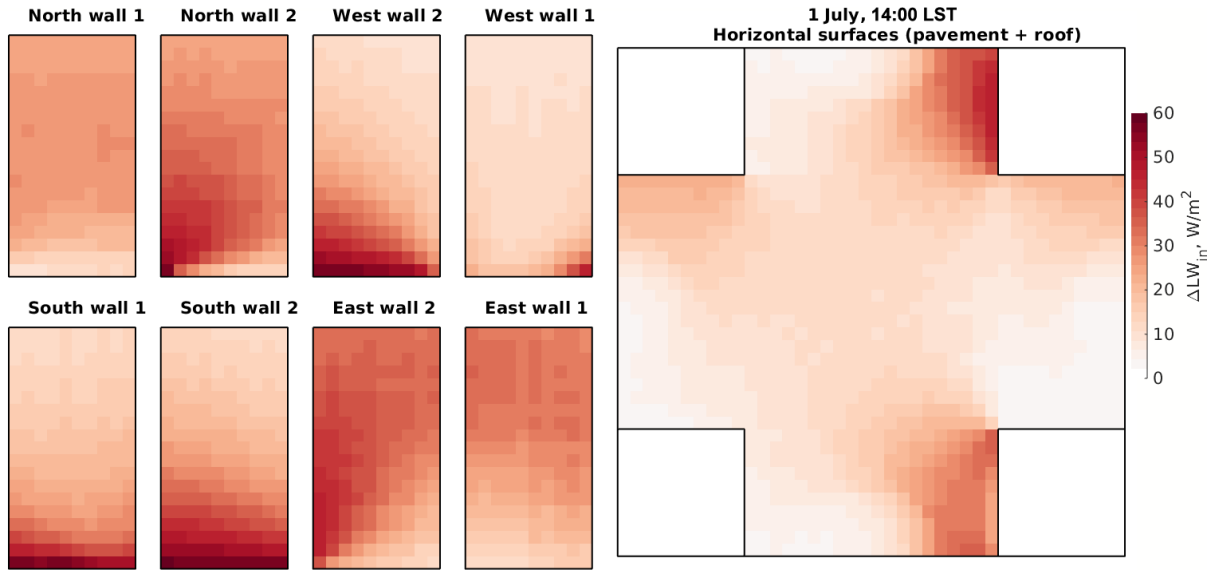 North wall 1
North wall 2
West wall 2
West wall 1
South wall 1
South wall 2
East wall 2
East wall 1
1 July, 14:00 LST
Horizontal surfaces (pavement + roof)
60
50
40
30
20
10
0
ΔLWin, W/m2